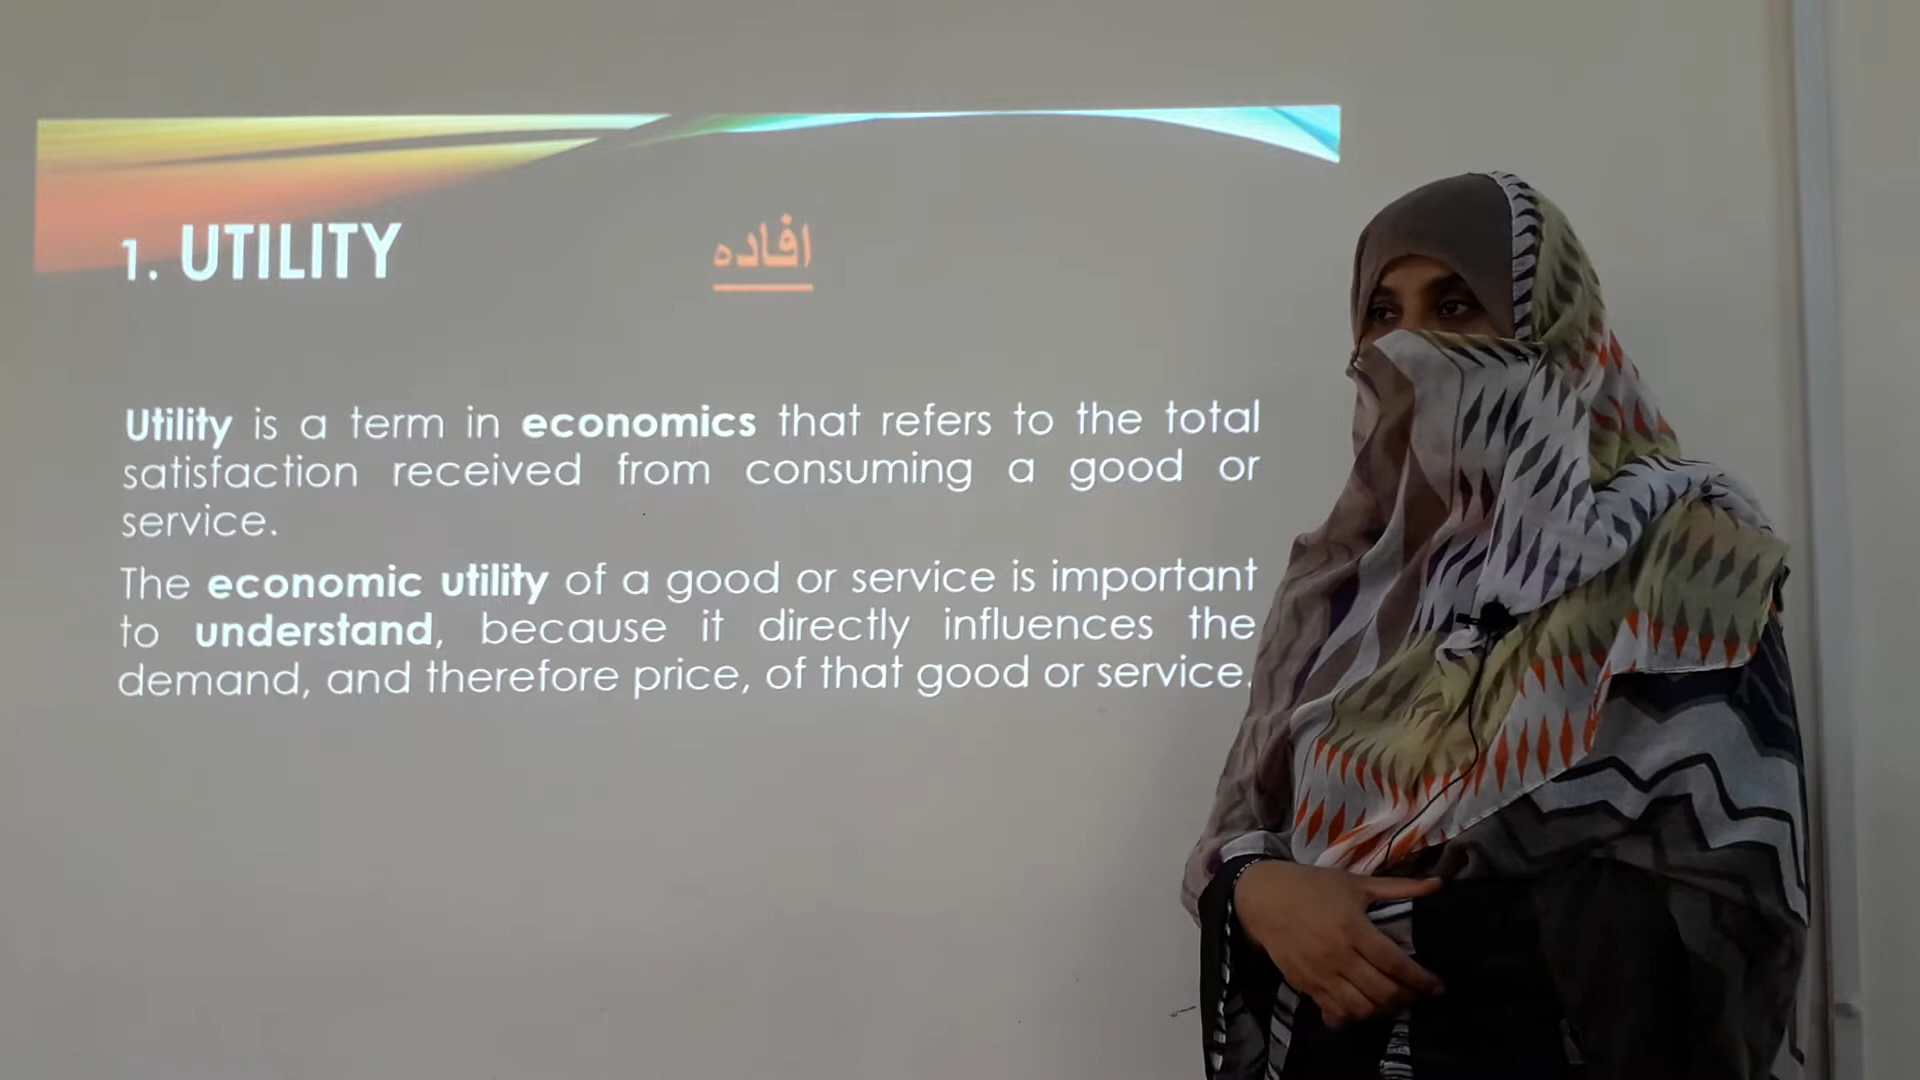 1. UTILITY افاده
Utility is a term in economics that refers to the total
satisfaction received from consuming a good or
service.
The economic utility of a good or service is important
to understand, because it directly influences the
demand, and therefore price, of that good or service.